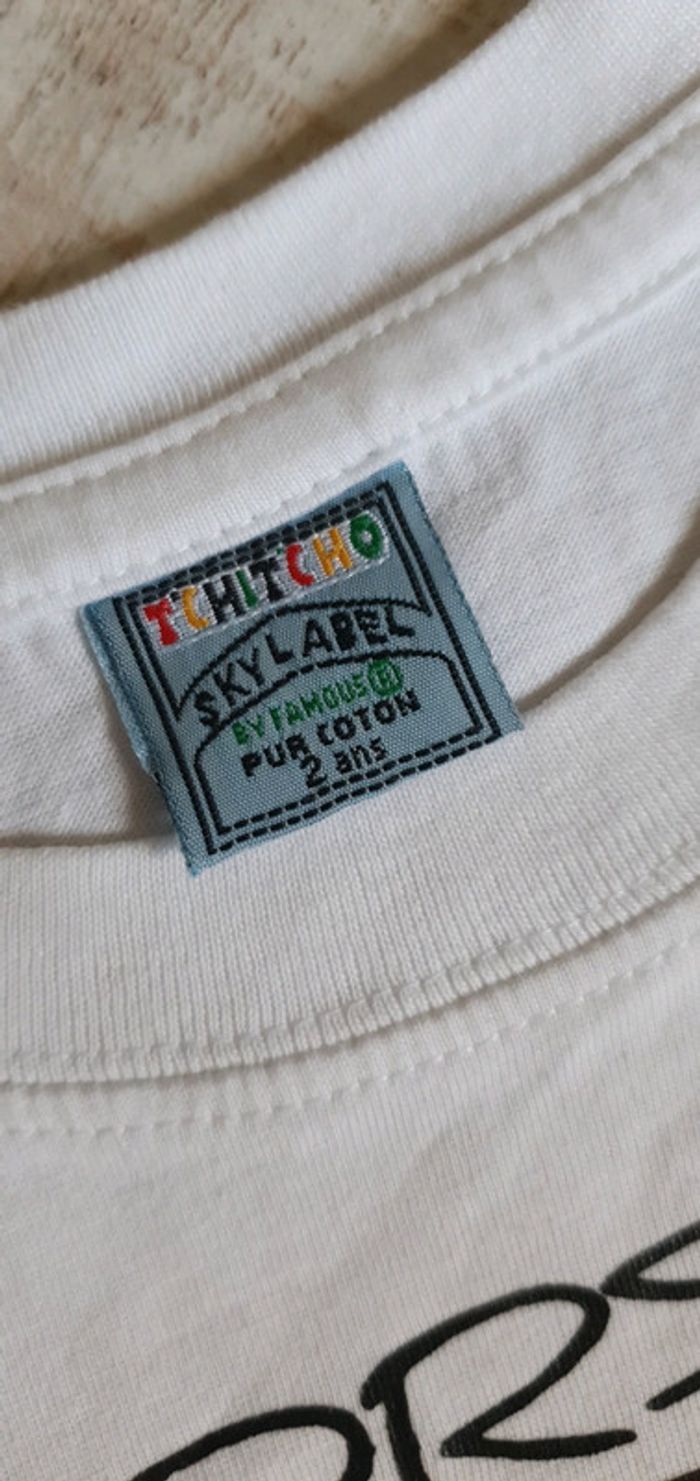 TCHITCHO
SKYLABEL
BY FAMOUS ®
PUR COTON
2 ans